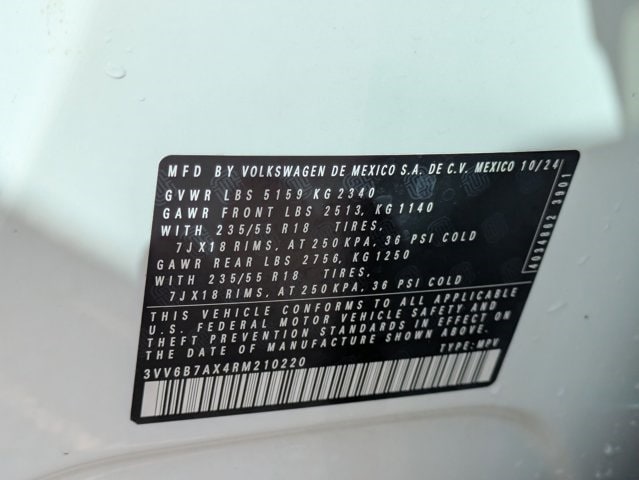 MFD BY VOLKSWAGEN DE MEXICO S.A. DE C.V. MEXICO 10/24
GVWR LBS 5159 KG 2340
GAWR FRONT LBS 2513, KG 1140
WITH 235/55 R18 TIRES,
7JX18 RIMS, AT 250 KPA, 36 PSI COLD
GAWR REAR LBS 2756, KG 1250
WITH 235/55 R18 TIRES,
7JX18 RIMS, AT 250 KPA, 36 PSI COLD
THIS VEHICLE CONFORMS TO ALL APPLICABLE
U.S. FEDERAL MOTOR VEHICLE SAFETY AND
THEFT PREVENTION STANDARDS IN EFFECT ON
THE DATE OF MANUFACTURE SHOWN ABOVE.
3VV6B7AX4RM210220 TYPE: MPV